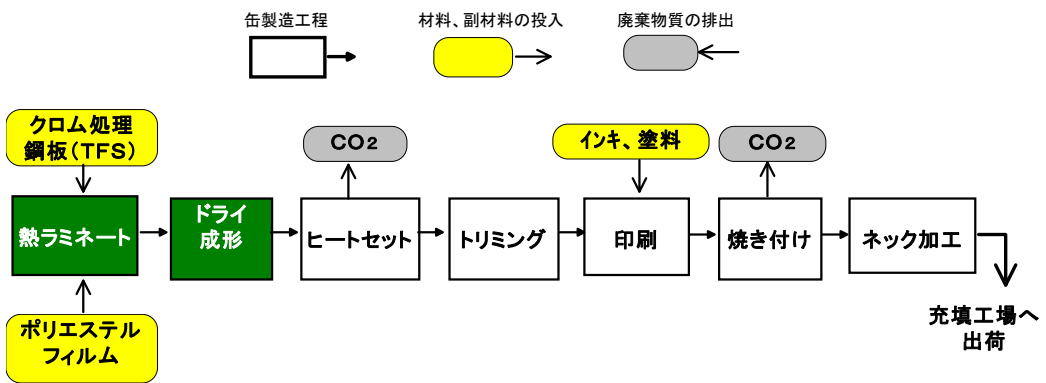 缶製造工程
材料、副材料の投入
廃棄物質の排出
クロム処理
鋼板(TFS)
CO2
インキ、塗料
CO2
熱ラミネート
ドライ
成形
ヒートセット
トリミング
印刷
焼き付け
ネック加工
ポリエステル
フィルム
充填工場へ
出荷